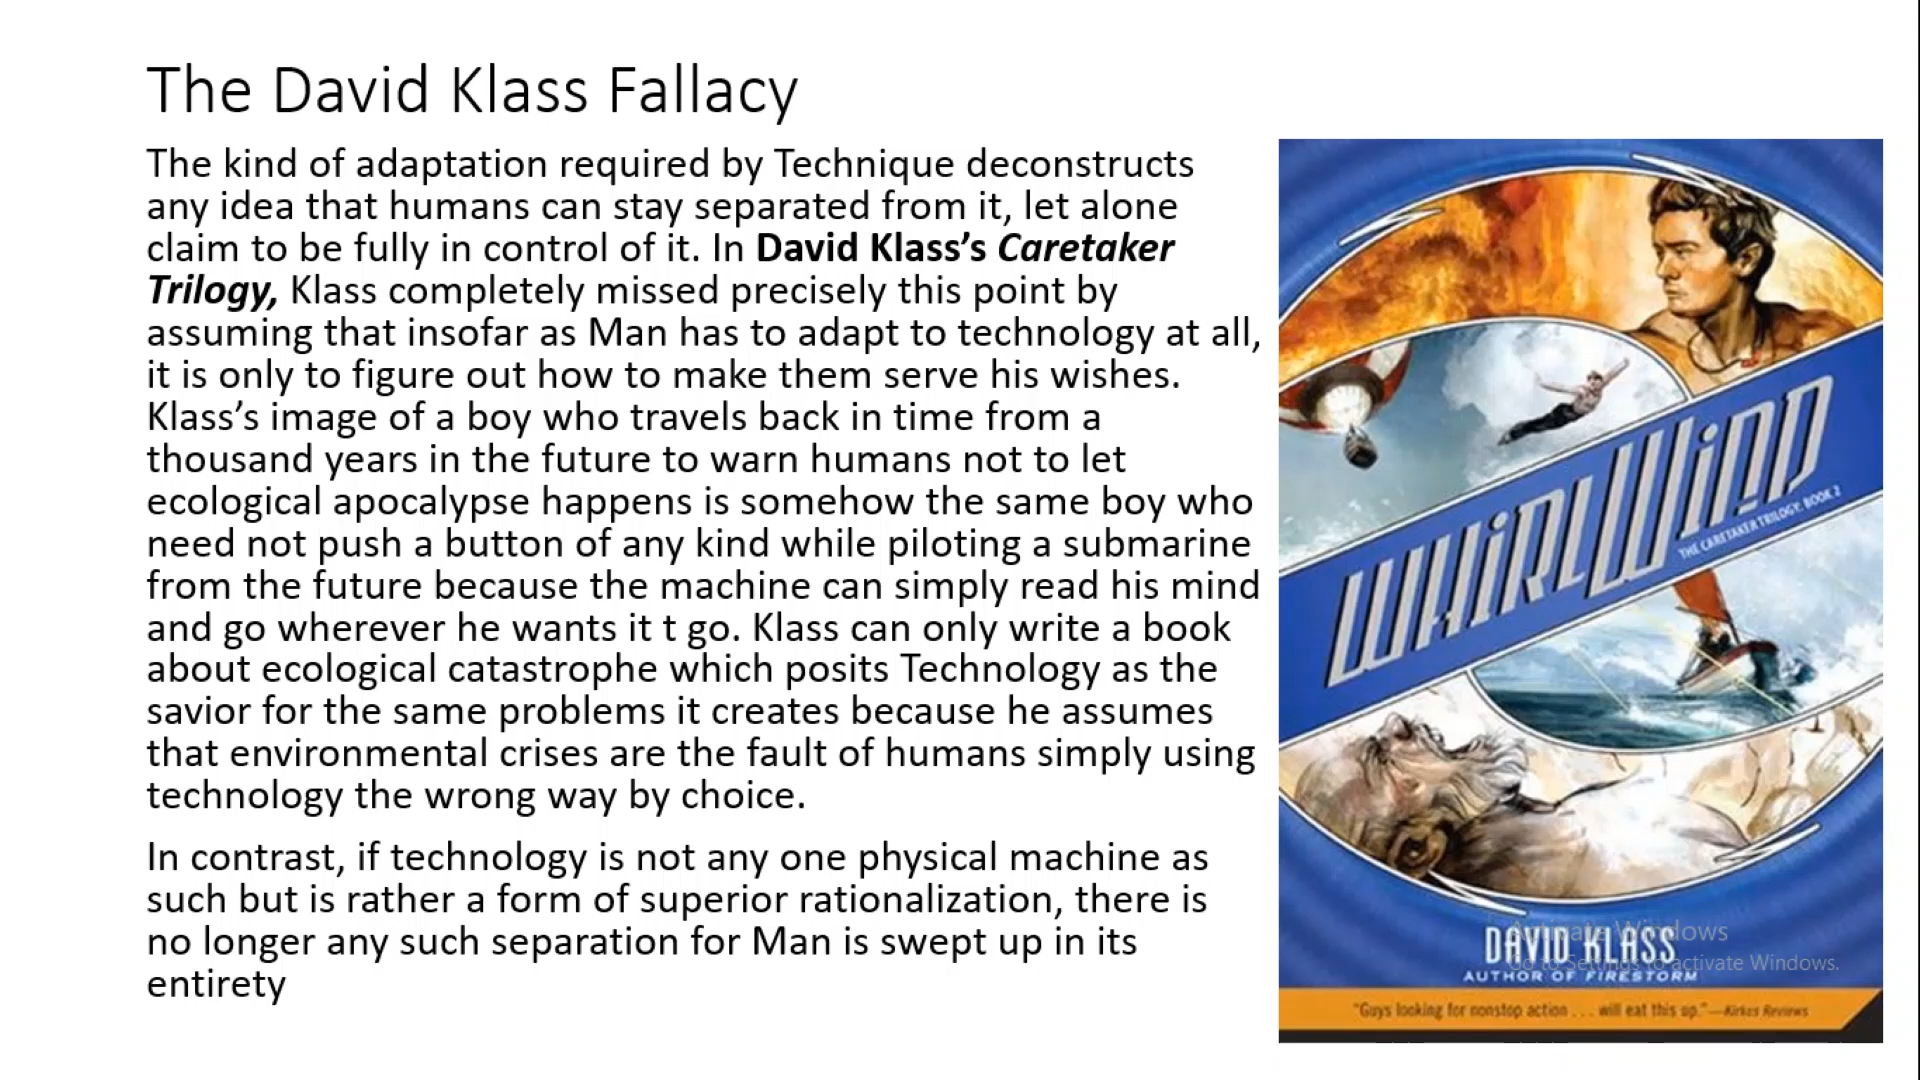 The David Klass Fallacy
The kind of adaptation required by Technique deconstructs
any idea that humans can stay separated from it, let alone
claim to be fully in control of it. In David Klass’s Caretaker
Trilogy, Klass completely missed precisely this point by
assuming that insofar as Man has to adapt to technology at all,
it is only to figure out how to make them serve his wishes.
Klass’s image of a boy who travels back in time from a
thousand years in the future to warn humans not to let
ecological apocalypse happens is somehow the same boy who
need not push a button of any kind while piloting a submarine
from the future because the machine can simply read his mind
and go wherever he wants it t go. Klass can only write a book
about ecological catastrophe which posits Technology as the
savior for the same problems it creates because he assumes
that environmental crises are the fault of humans simply using
technology the wrong way by choice.
In contrast, if technology is not any one physical machine as
such but is rather a form of superior rationalization, there is
no longer any such separation for Man is swept up in its
entirety
WHIRLWIND
THE CARETAKER TRILOGY: BOOK 2
DAVID KLASS
AUTHOR OF FIRESTORM
"Guys looking for nonstop action . . . will eat this up."—Kirkus Reviews
Activate Windows
Go to Settings to activate Windows.